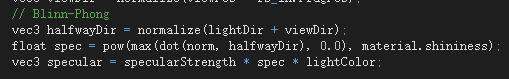 // Blinn-Phong
vec3 halfwayDir = normalize(lightDir + viewDir);
float spec = pow(max(dot(norm, halfwayDir), 0.0), material.shininess);
vec3 specular = specularStrength * spec * lightColor;